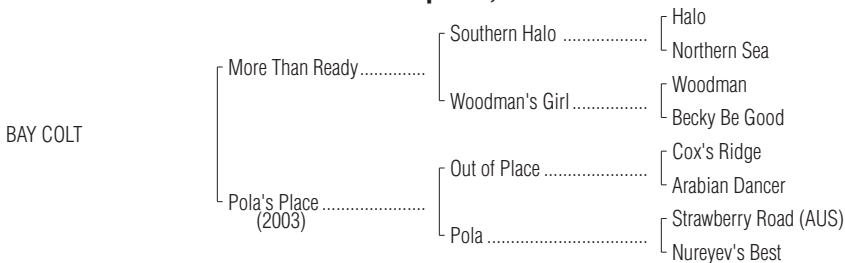 Halo
Southern Halo ..................
Northern Sea
More Than Ready..............
Woodman
Woodman's Girl................
Becky Be Good
BAY COLT
Cox's Ridge
Out of Place ......................
Arabian Dancer
Pola's Place ......................
(2003)
Strawberry Road (AUS)
Pola ..................................
Nureyev's Best